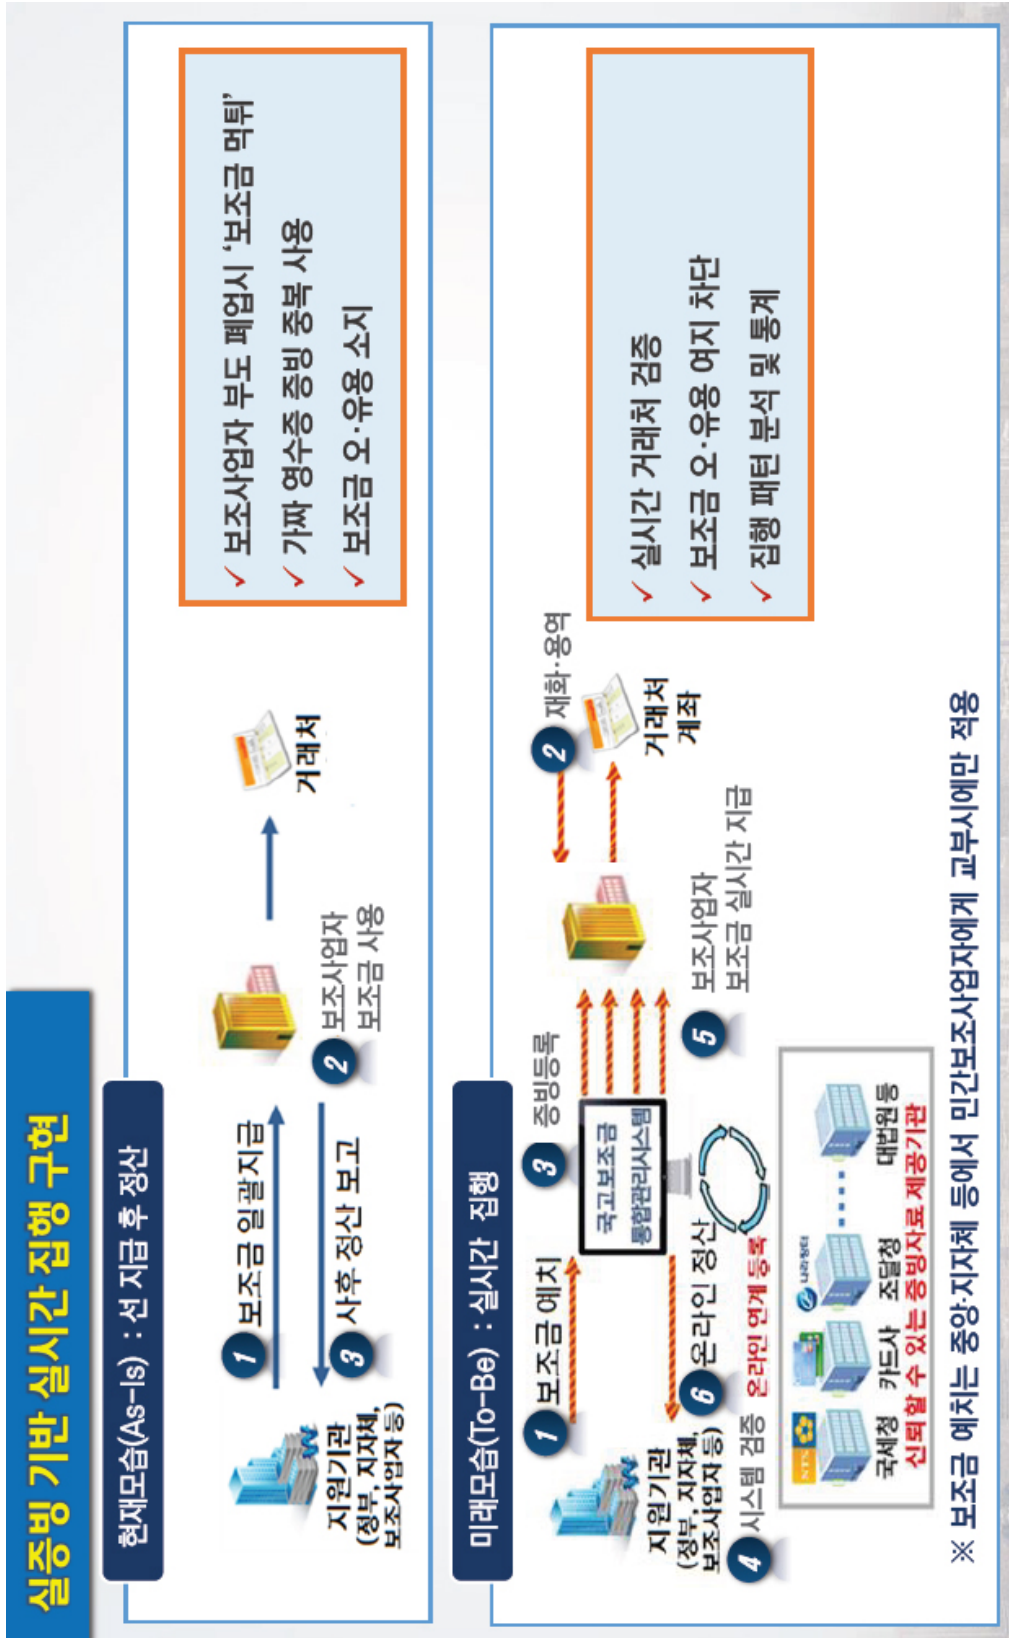 실증빙 기반 실시간 집행 구현
현재모습(As-Is) : 선 지급 후 정산
지원기관
(정부, 지자체,
보조사업자 등)
1 보조금 일괄지급
3 사후 정산 보고
2 보조사업자
보조금 사용
거래처
✓ 보조사업자 부도 폐업시 '보조금 먹튀'
✓ 가짜 영수증 증빙 중복 사용
✓ 보조금 오·유용 소지
미래모습(To-Be) : 실시간 집행
지원기관
(정부, 지자체,
보조사업자 등)
1 보조금 예치
3 증빙등록
국고보조금
통합관리시스템
6 온라인 정산
온라인 연계 등록
4 시스템 검증
5 보조사업자
보조금 실시간 지급
2 재화·용역
거래처
계좌
NTS
나라장터
국세청
카드사
조달청
대법원등
신뢰할 수 있는 증빙자료 제공기관
✓ 실시간 거래처 검증
✓ 보조금 오·유용 여지 차단
✓ 집행 패턴 분석 및 통계
※ 보조금 예치는 중앙·지자체 등에서 민간보조사업자에게 교부시에만 적용